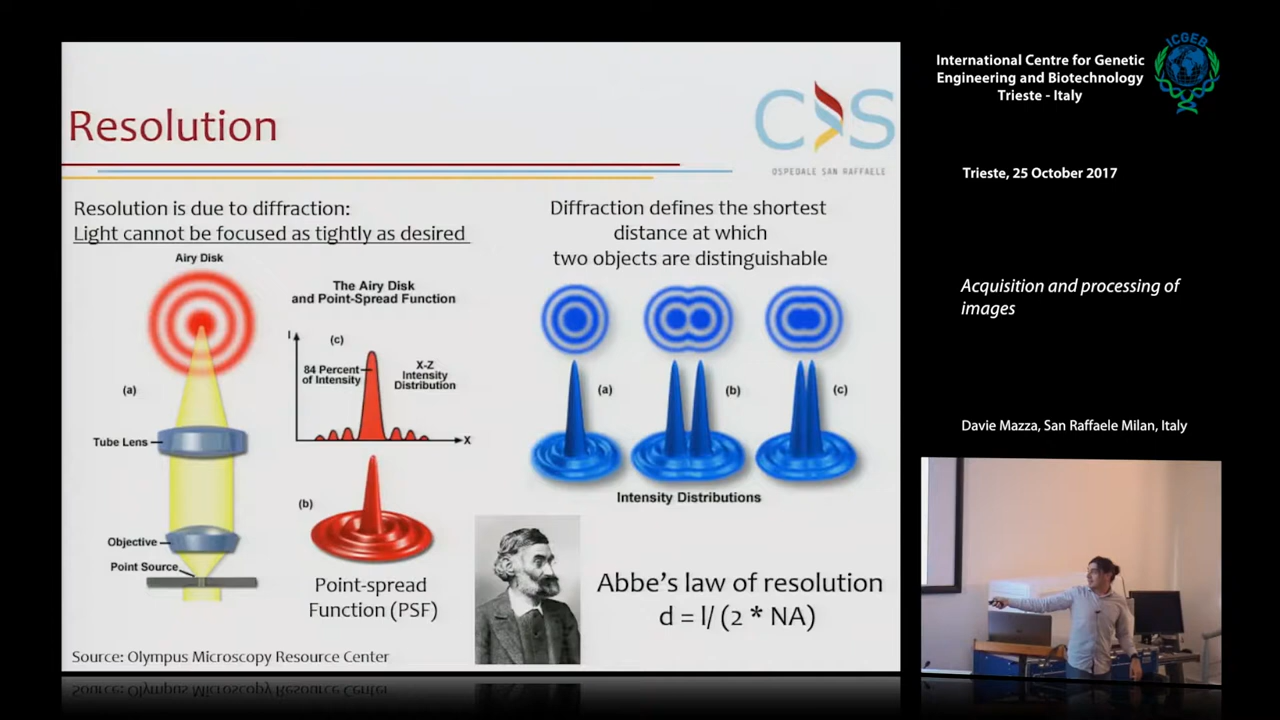 Resolution
CS
OSPEDALE SAN RAFFAELE
Resolution is due to diffraction:
Light cannot be focused as tightly as desired
Airy Disk
(a)
Tube Lens
Objective
Point Source
The Airy Disk
and Point-Spread Function
I
(c)
84 Percent
of Intensity
X-Z
Intensity
Distribution
X
(b)
Point-spread
Function (PSF)
Diffraction defines the shortest
distance at which
two objects are distinguishable
(a)
(b)
(c)
Intensity Distributions
Abbe's law of resolution
d = l/ (2 * NA)
Source: Olympus Microscopy Resource Center
International Centre for Genetic
Engineering and Biotechnology
Trieste - Italy
ICGEB
Trieste, 25 October 2017
Acquisition and processing of
images
Davie Mazza, San Raffaele Milan, Italy